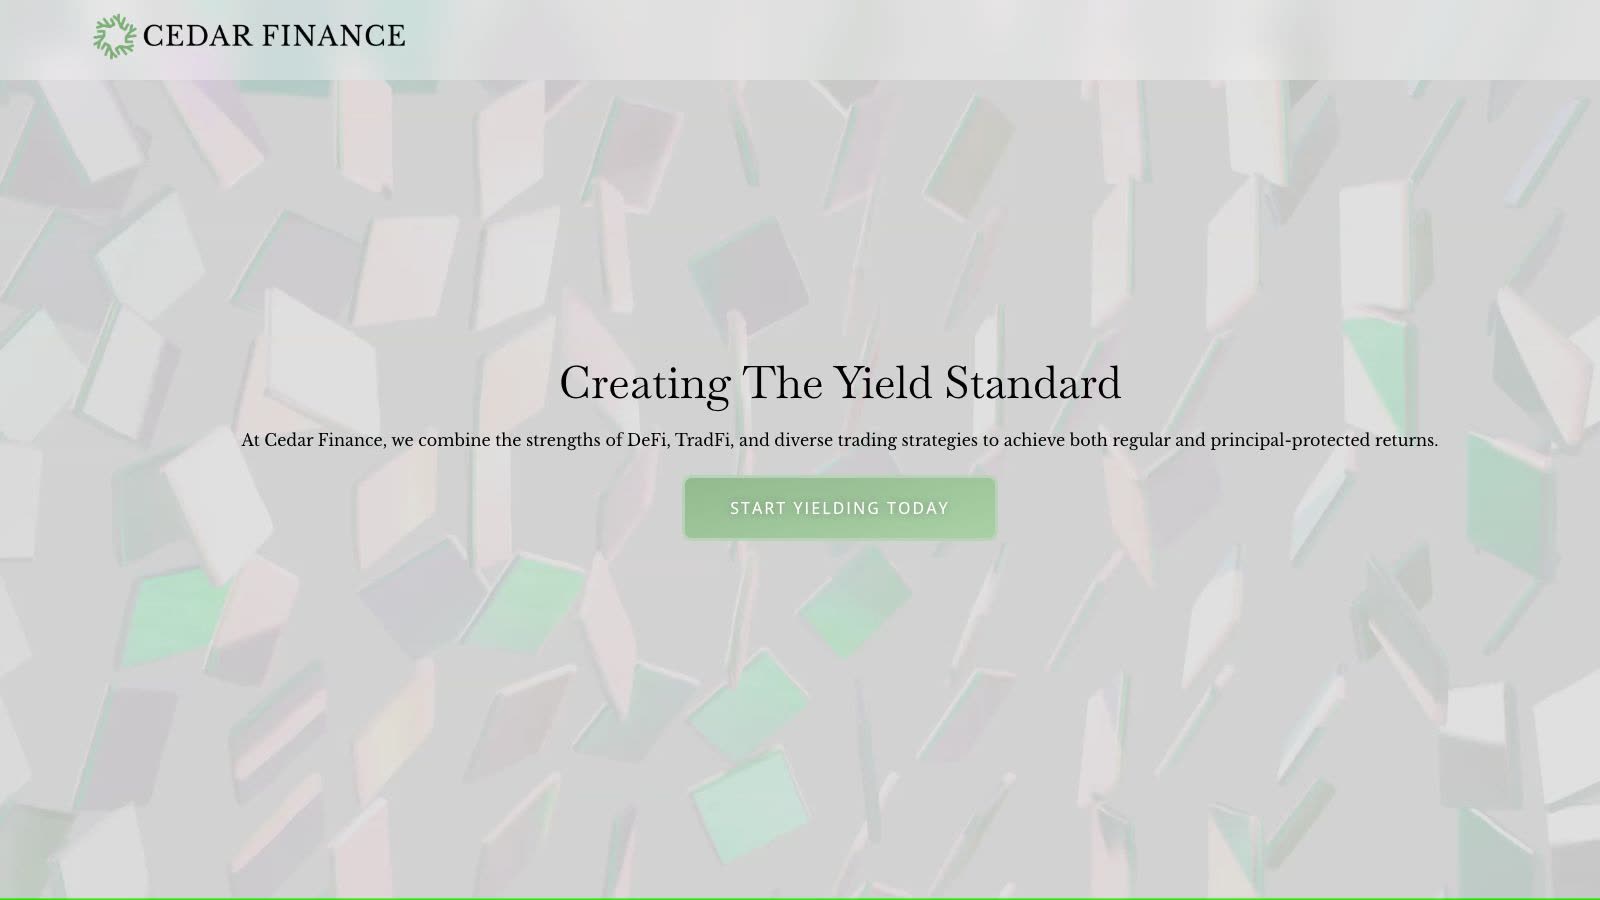 CEDAR FINANCE
Creating The Yield Standard
At Cedar Finance, we combine the strengths of DeFi, TradFi, and diverse trading strategies to achieve both regular and principal-protected returns.
START YIELDING TODAY